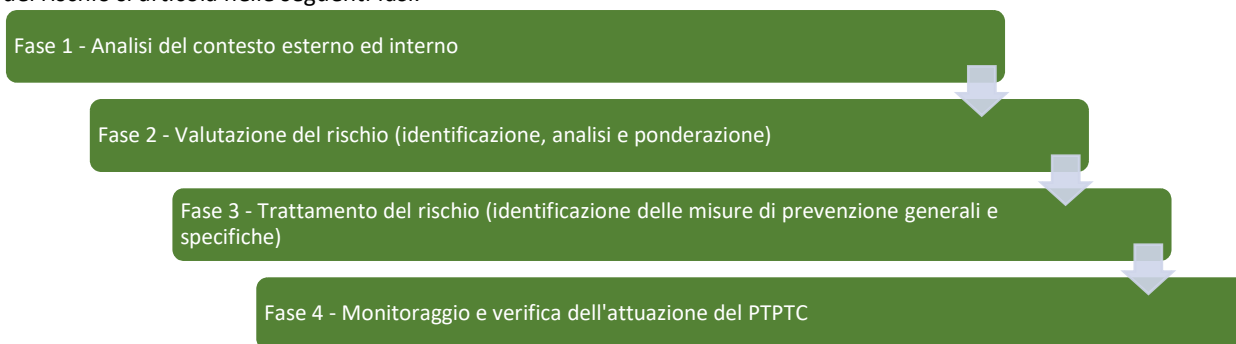 del rischio si articola nelle seguenti fasi:
Fase 1 - Analisi del contesto esterno ed interno
Fase 2 - Valutazione del rischio (identificazione, analisi e ponderazione)
Fase 3 - Trattamento del rischio (identificazione delle misure di prevenzione generali e
specifiche)
Fase 4 - Monitoraggio e verifica dell'attuazione del PTPTC